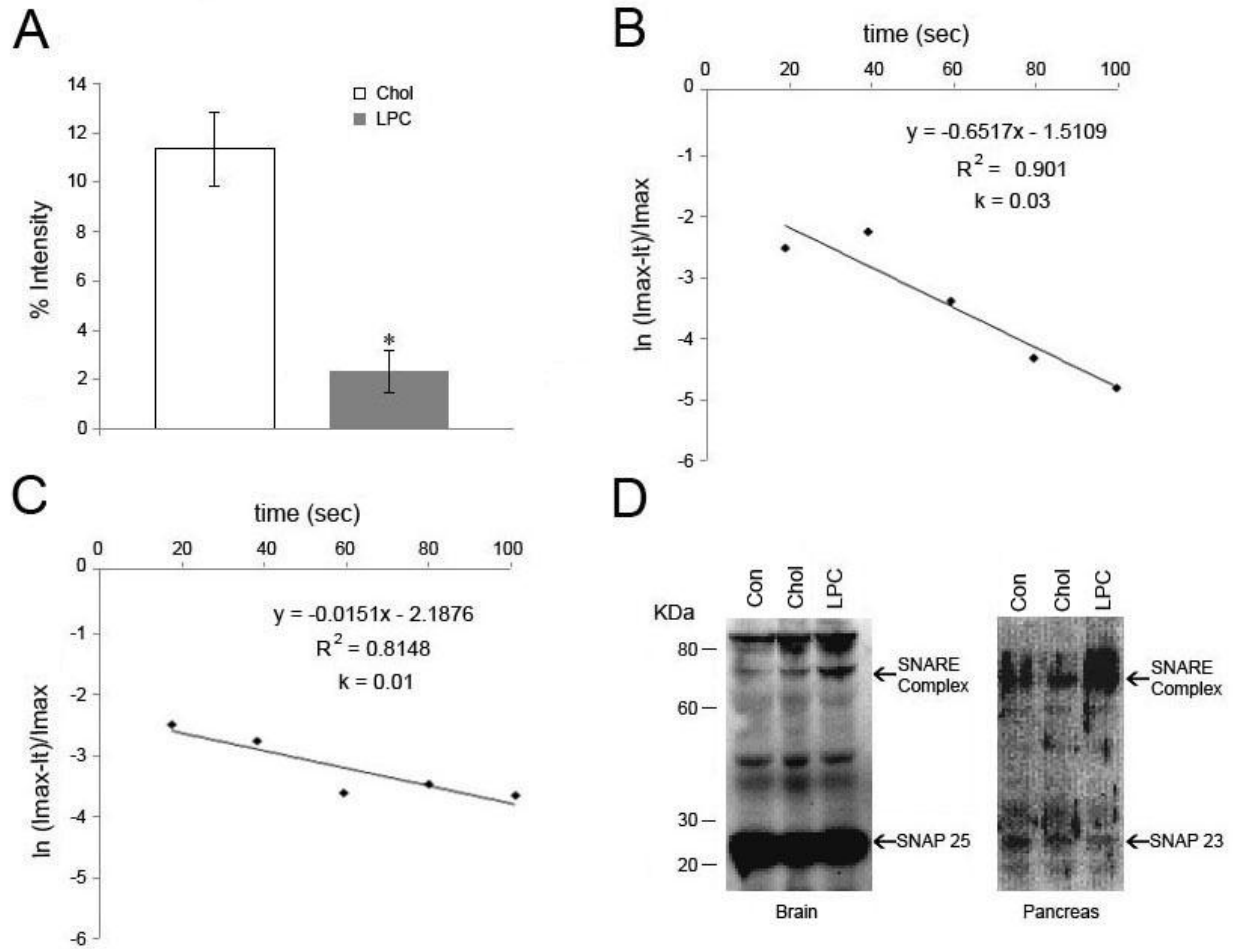 A
14
12
10
8
6
4
2
0
% Intensity
Chol
LPC
*
B
time (sec)
0
20
40
60
80
100
0
-1
-2
-3
-4
-5
-6
ln (Imax-It)/Imax
y = -0.6517x - 1.5109
R2 = 0.901
k = 0.03
C
time (sec)
0
20
40
60
80
100
0
-1
-2
-3
-4
-5
-6
ln (Imax-It)/Imax
y = -0.0151x - 2.1876
R2 = 0.8148
k = 0.01
D
KDa
Con
Chol
LPC
80
60
30
20
SNARE
Complex
SNAP 25
Brain
Con
Chol
LPC
SNARE
Complex
SNAP 23
Pancreas